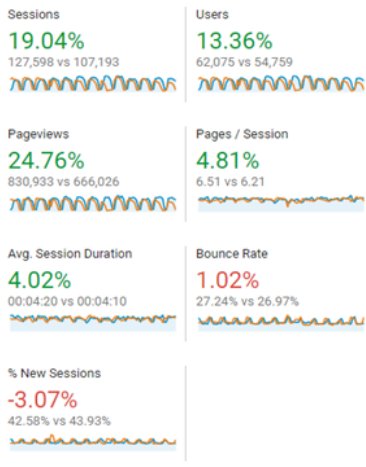 Sessions
19.04%
127,598 vs 107,193
Users
13.36%
62,075 vs 54,759
Pageviews
24.76%
830,933 vs 666,026
Pages / Session
4.81%
6.51 vs 6.21
Avg. Session Duration
4.02%
00:04:20 vs 00:04:10
Bounce Rate
1.02%
27.24% vs 26.97%
% New Sessions
-3.07%
42.58% vs 43.93%